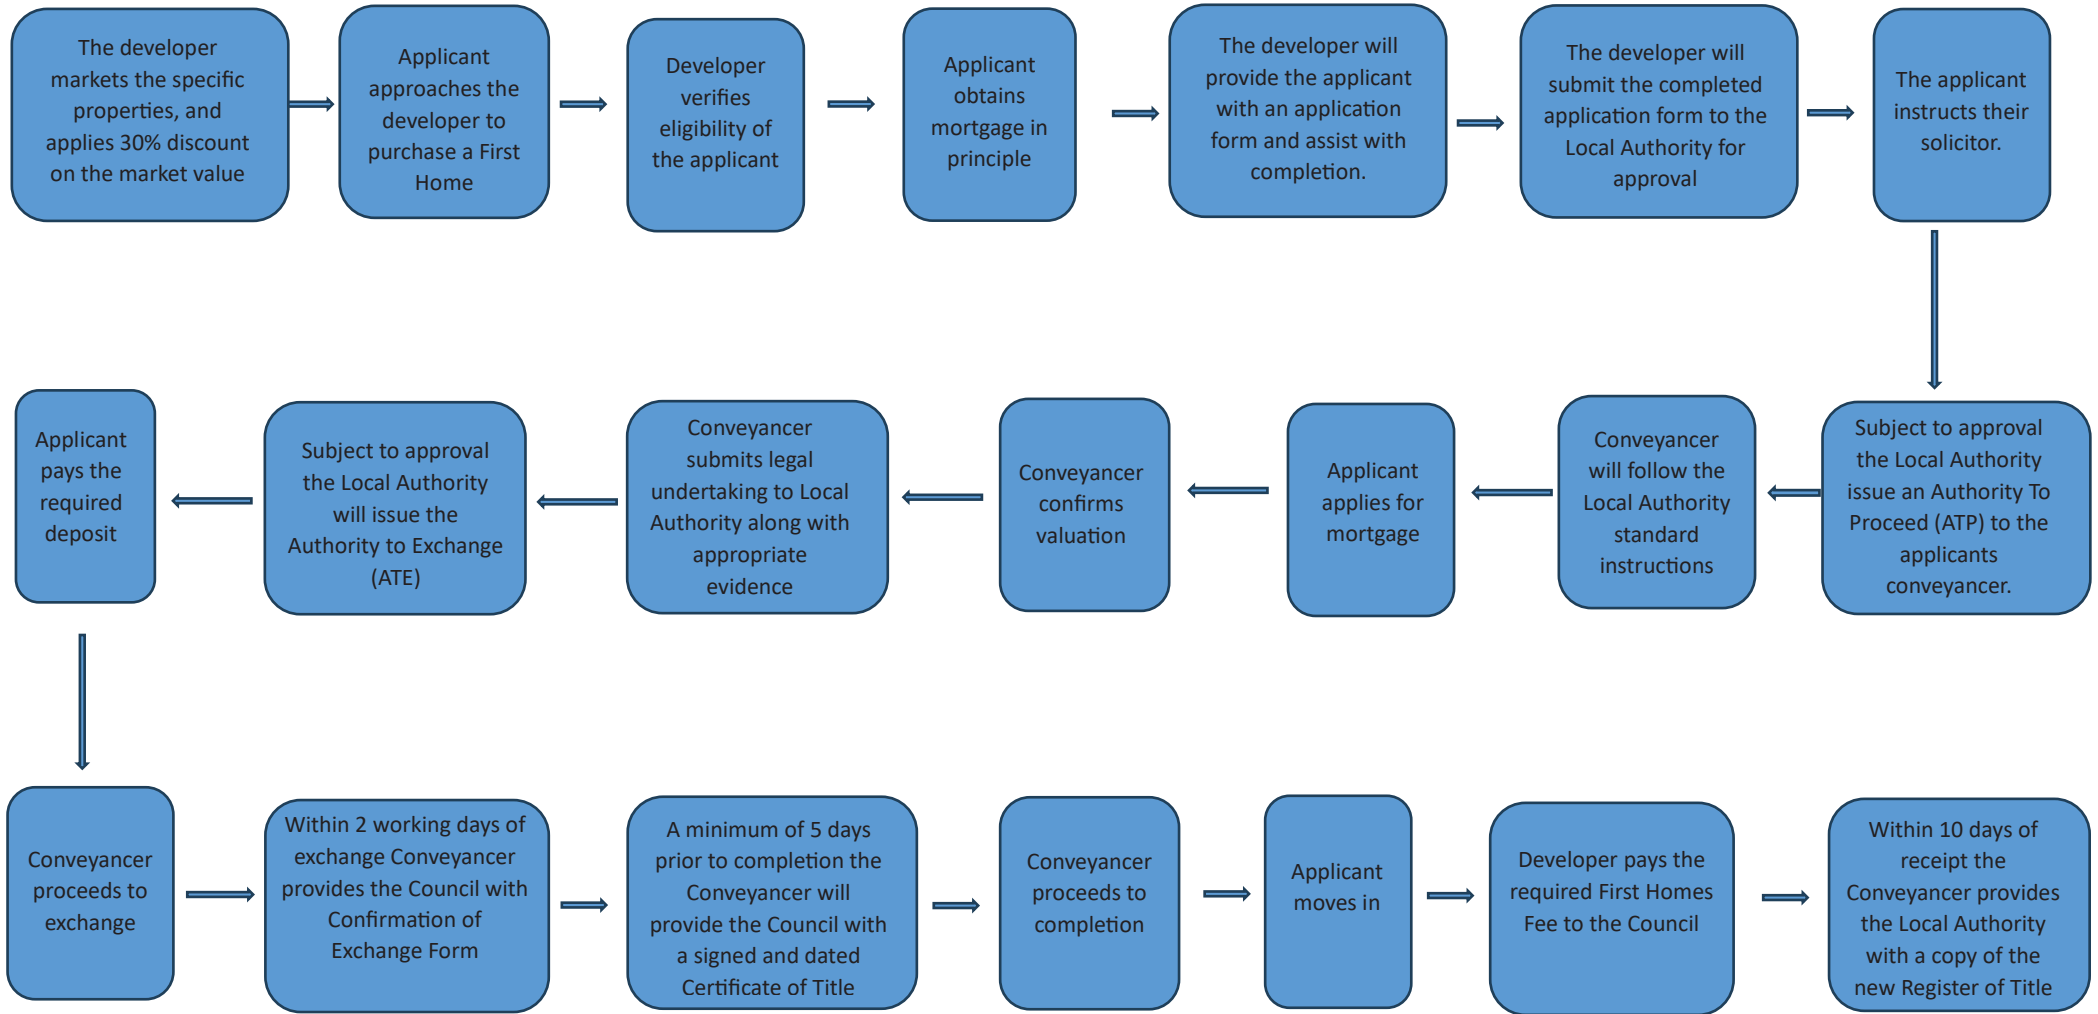 The developer
markets the specific
properties, and
applies 30% discount
on the market value
Applicant
approaches the
developer to
purchase a First
Home
Developer
verifies
eligibility of
the applicant
Applicant
obtains
mortgage in
principle
The developer will
provide the applicant
with an application
form and assist with
completion.
The developer will
submit the completed
application form to the
Local Authority for
approval
The applicant
instructs their
solicitor.
Subject to approval
the Local Authority
issue an Authority To
Proceed (ATP) to the
applicants
conveyancer.
Conveyancer
will follow the
Local Authority
standard
instructions
Applicant
applies for
mortgage
Conveyancer
confirms
valuation
Conveyancer
submits legal
undertaking to Local
Authority along with
appropriate
evidence
Subject to approval
the Local Authority
will issue the
Authority to Exchange
(ATE)
Applicant
pays the
required
deposit
Conveyancer
proceeds to
exchange
Within 2 working days of
exchange Conveyancer
provides the Council with
Confirmation of
Exchange Form
A minimum of 5 days
prior to completion the
Conveyancer will
provide the Council with
a signed and dated
Certificate of Title
Conveyancer
proceeds to
completion
Applicant
moves in
Developer pays the
required First Homes
Fee to the Council
Within 10 days of
receipt the
Conveyancer provides
the Local Authority
with a copy of the
new Register of Title